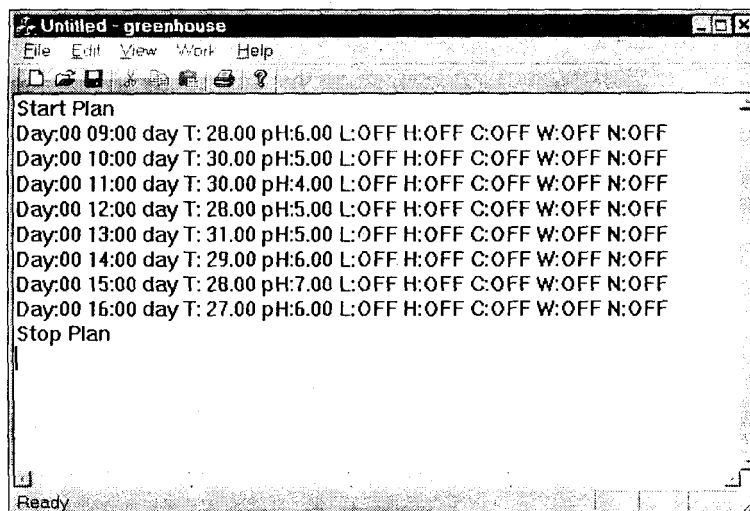 Untitled - greenhouse
File Edit View Work Help
Start Plan
Day:00 09:00 day T: 28.00 pH:6.00 L:OFF H:OFF C:OFF W:OFF N:OFF
Day:00 10:00 day T: 30.00 pH:5.00 L:OFF H:OFF C:OFF W:OFF N:OFF
Day:00 11:00 day T: 30.00 pH:4.00 L:OFF H:OFF C:OFF W:OFF N:OFF
Day:00 12:00 day T: 28.00 pH:5.00 L:OFF H:OFF C:OFF W:OFF N:OFF
Day:00 13:00 day T: 31.00 pH:5.00 L:OFF H:OFF C:OFF W:OFF N:OFF
Day:00 14:00 day T: 29.00 pH:6.00 L:OFF H:OFF C:OFF W:OFF N:OFF
Day:00 15:00 day T: 28.00 pH:7.00 L:OFF H:OFF C:OFF W:OFF N:OFF
Day:00 16:00 day T: 27.00 pH:6.00 L:OFF H:OFF C:OFF W:OFF N:OFF
Stop Plan
Ready